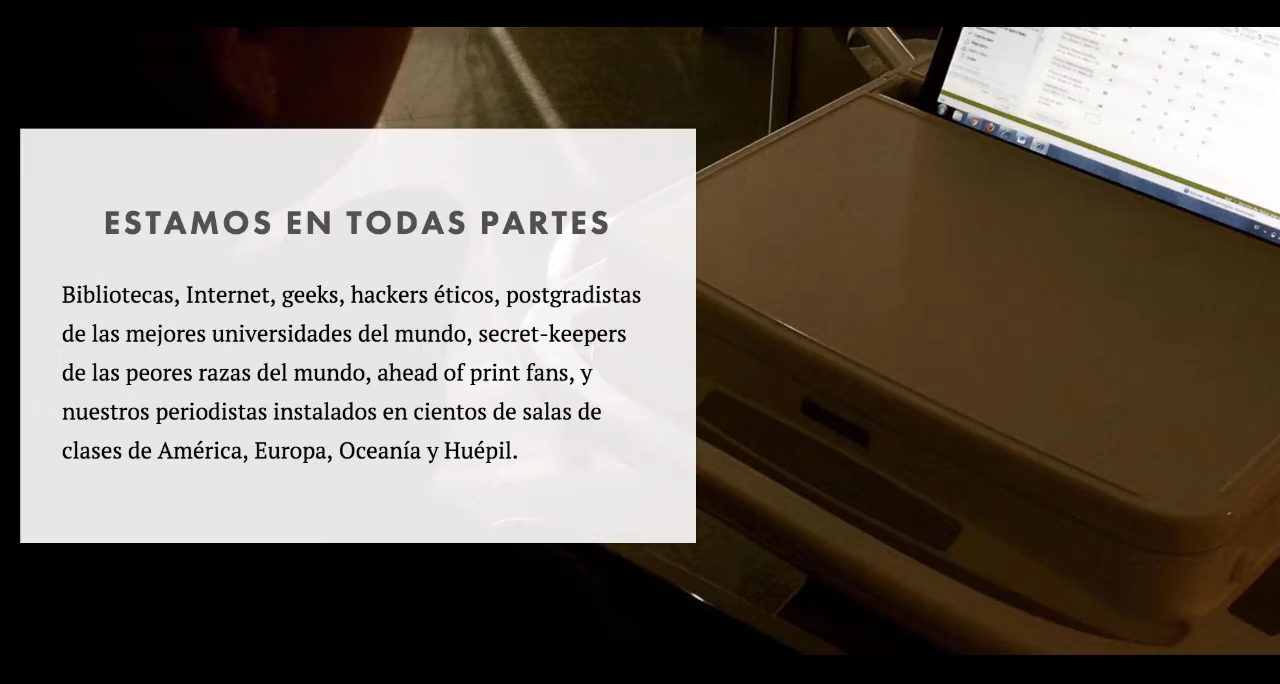 ESTAMOS EN TODAS PARTES
Bibliotecas, Internet, geeks, hackers éticos, postgradistas
de las mejores universidades del mundo, secret-keepers
de las peores razas del mundo, ahead of print fans, y
nuestros periodistas instalados en cientos de salas de
clases de América, Europa, Oceanía y Huépil.